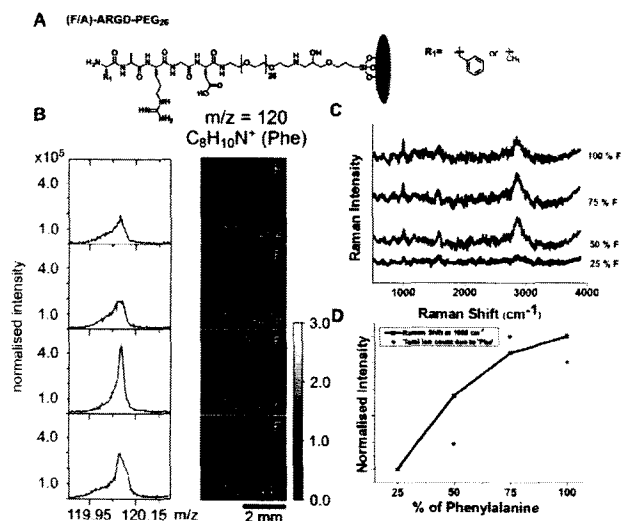 A (F/A)-ARGD-PEG26
R1= or CH3
B m/z = 120
C8H10N+ (Phe)
x10^5
4.0
1.0
4.0
1.0
4.0
1.0
4.0
1.0
normalised intensity
119.95 120.15 m/z
3.0
2.0
1.0
0.0
2 mm
C
Raman Intensity
100 % F
75 % F
50 % F
25 % F
1000 2000 3000 4000
Raman Shift (cm-1)
D
Normalised Intensity
25 50 75 100
% of Phenylalanine